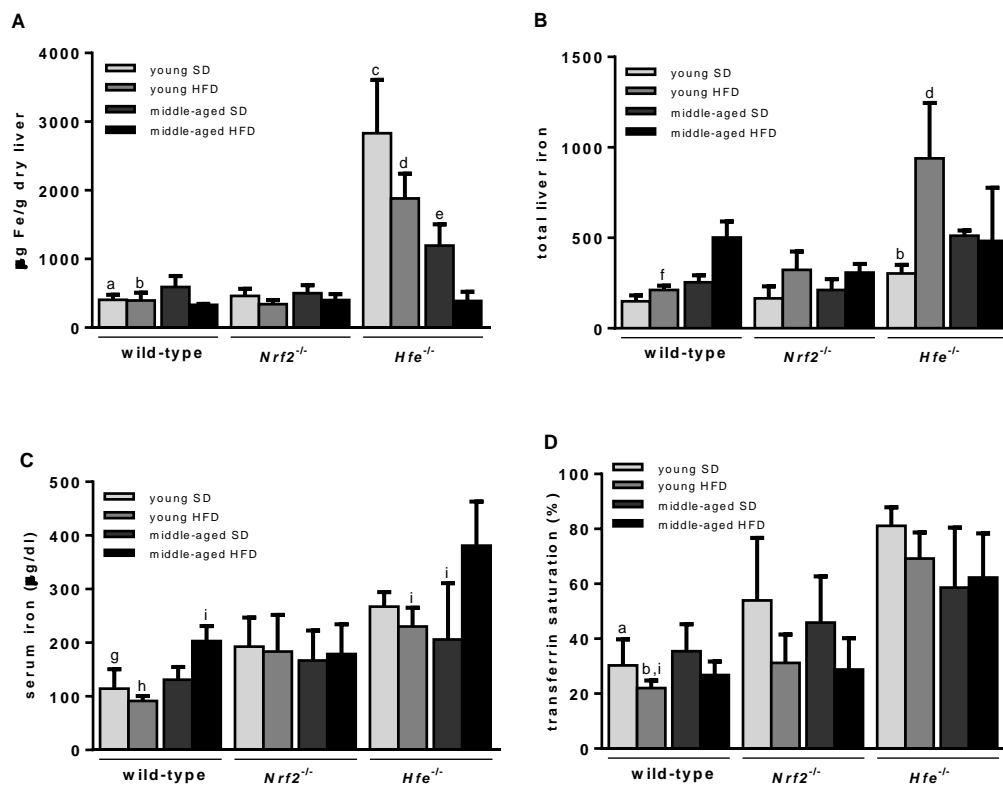 A
µg Fe/g dry liver
4000
3000
2000
1000
400
200
0
young SD
young HFD
middle-aged SD
middle-aged HFD
a
b
c
d
e
wild-type
Nrf2-/-
Hfe-/-
B
total liver iron
1500
1000
500
0
young SD
young HFD
middle-aged SD
middle-aged HFD
f
b
d
wild-type
Nrf2-/-
Hfe-/-
C
serum iron (µg/dl)
500
400
300
200
100
0
young SD
young HFD
middle-aged SD
middle-aged HFD
g
h
i
i
i
wild-type
Nrf2-/-
Hfe-/-
D
transferrin saturation (%)
100
80
60
40
20
0
young SD
young HFD
middle-aged SD
middle-aged HFD
a
b,i
wild-type
Nrf2-/-
Hfe-/-